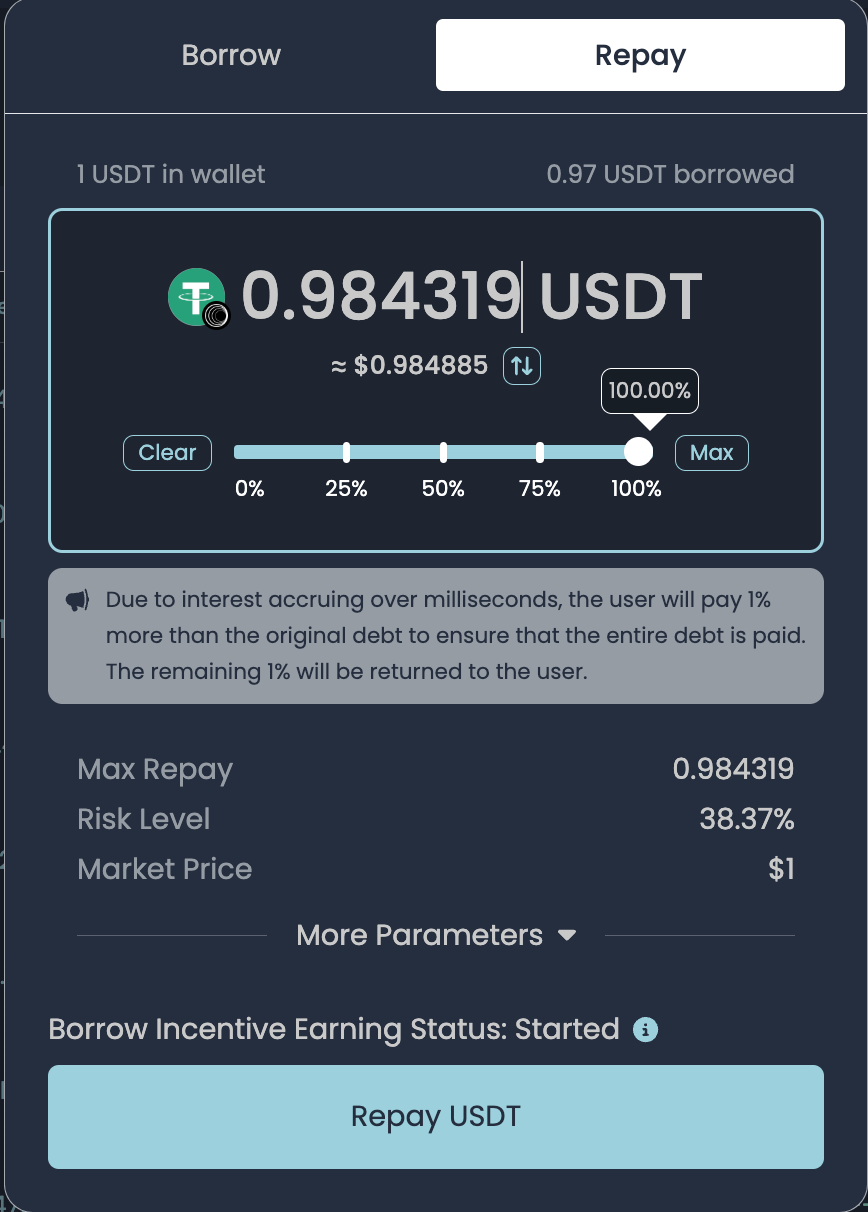 Borrow
Repay
1 USDT in wallet
0.97 USDT borrowed
0.984319 USDT
≈ $0.984885
100.00%
Clear
Max
0% 25% 50% 75% 100%
Due to interest accruing over milliseconds, the user will pay 1%
more than the original debt to ensure that the entire debt is paid.
The remaining 1% will be returned to the user.
Max Repay 0.984319
Risk Level 38.37%
Market Price $1
More Parameters
Borrow Incentive Earning Status: Started
Repay USDT